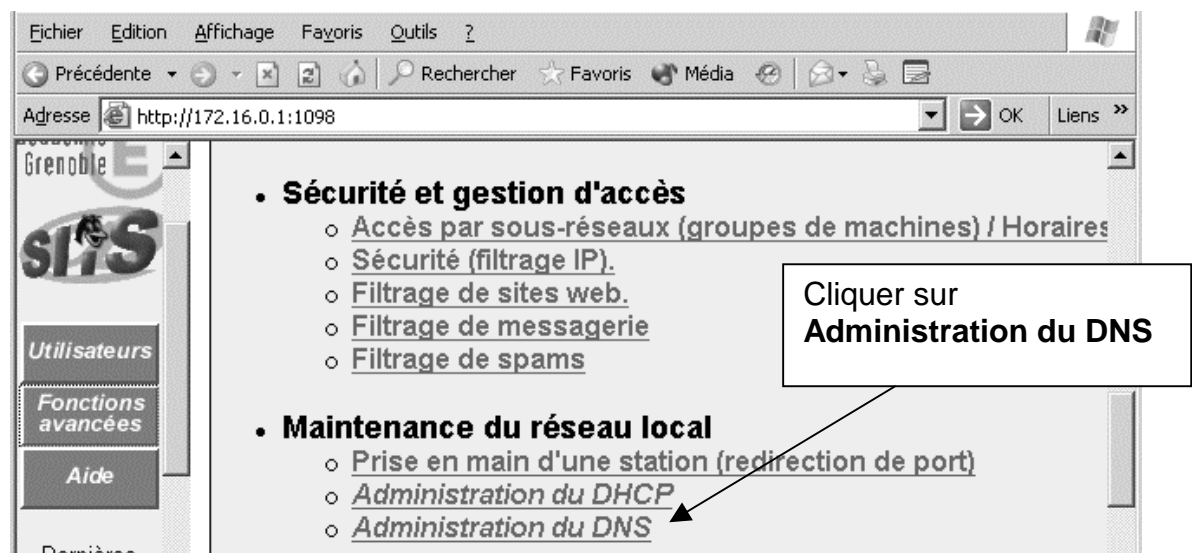 Fichier Edition Affichage Favoris Outils ?
Précédente Rechercher Favoris Média
Adresse http://172.16.0.1:1098 OK Liens »
Grenoble
SIIS
Utilisateurs
Fonctions
avancées
Aide
Dernières
• Sécurité et gestion d'accès
o Accès par sous-réseaux (groupes de machines) / Horaires
o Sécurité (filtrage IP).
o Filtrage de sites web.
o Filtrage de messagerie
o Filtrage de spams
• Maintenance du réseau local
o Prise en main d'une station (redirection de port)
o Administration du DHCP
o Administration du DNS
Cliquer sur
Administration du DNS